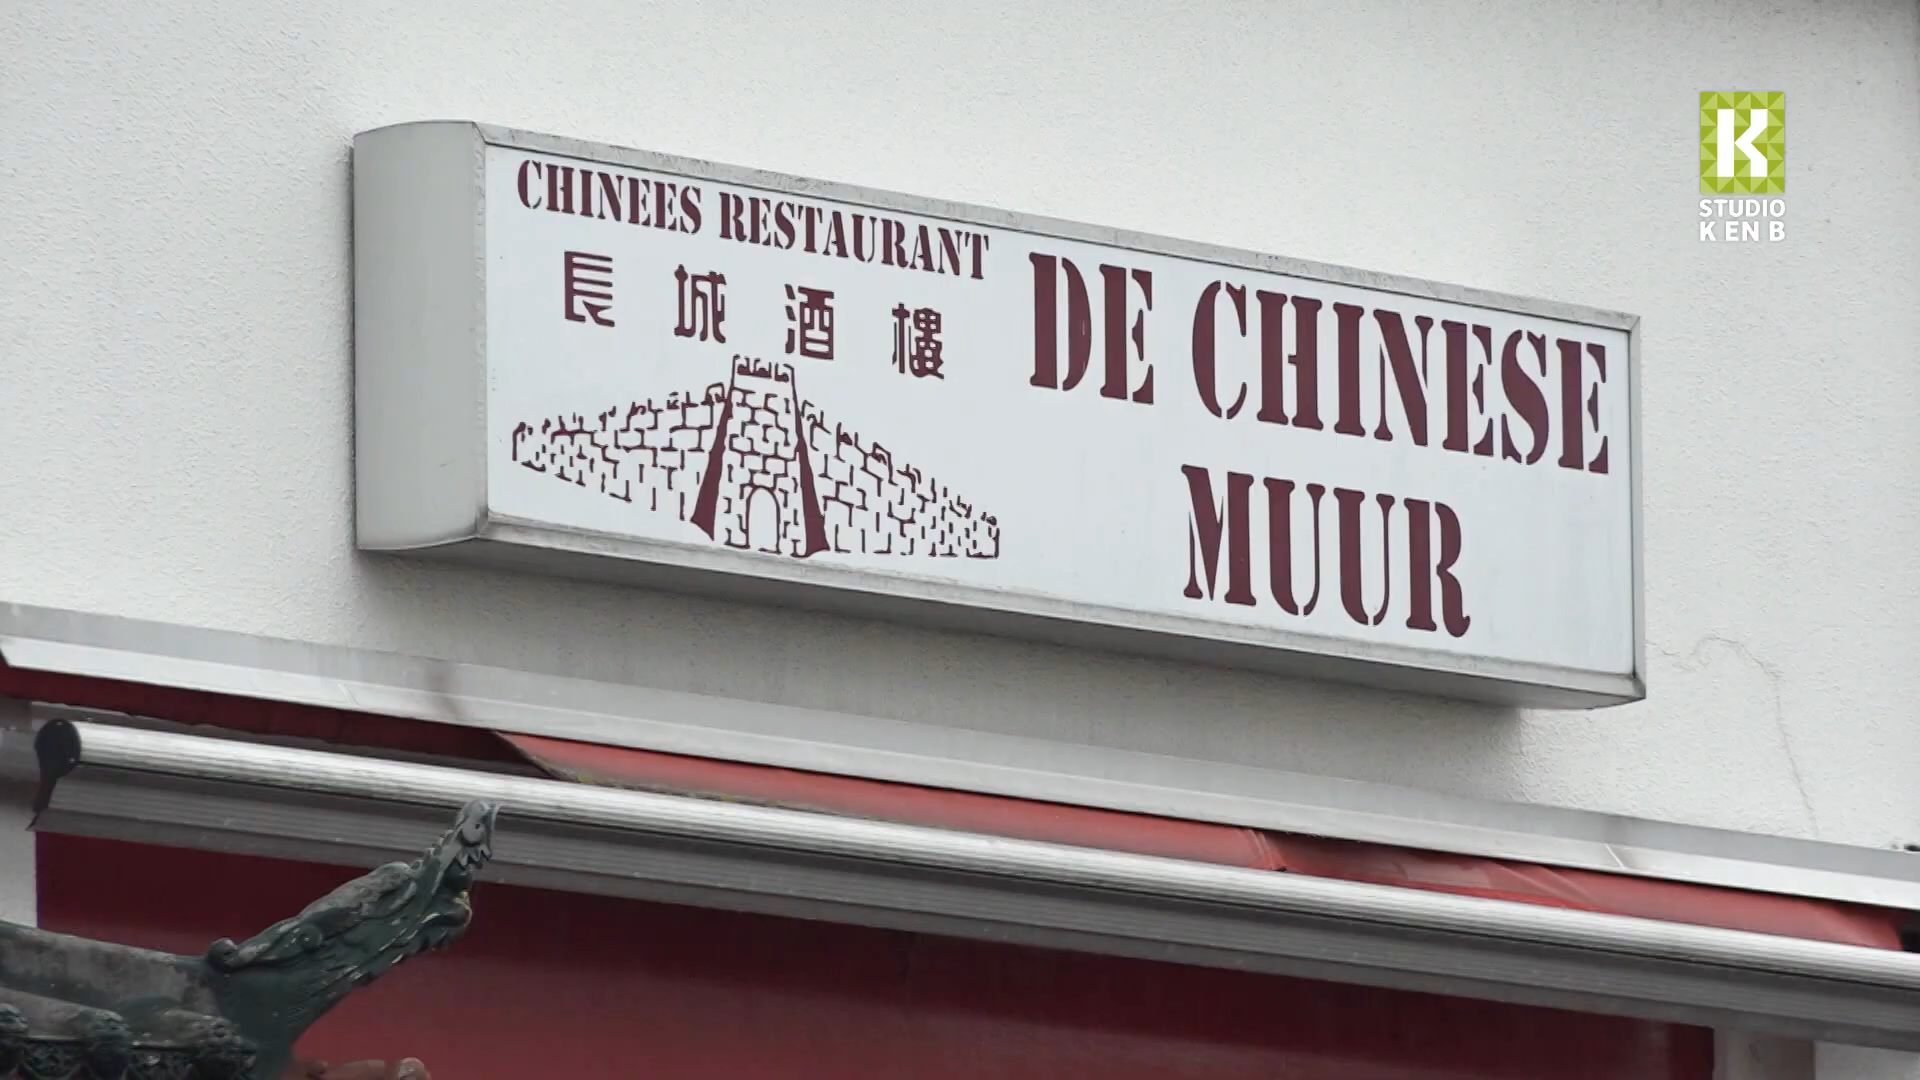 CHINEES RESTAURANT
長城酒樓
DE CHINESE
MUUR
K
STUDIO
K EN B